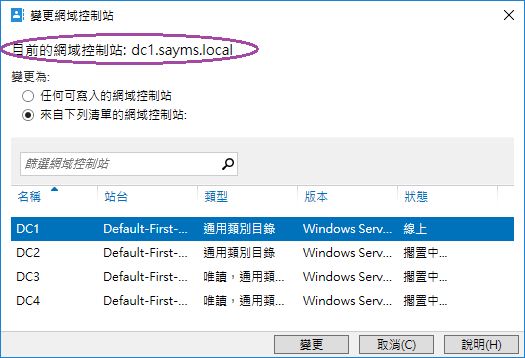 變更網域控制站
目前的網域控制站: dc1.sayms.local
變更為:
任何可寫入的網域控制站
來自下列清單的網域控制站:
篩選網域控制站
名稱 站台 類型 版本 狀態
DC1 Default-First-... 通用類別目錄 Windows Serv... 線上
DC2 Default-First-... 通用類別目錄 Windows Serv... 擱置中...
DC3 Default-First-... 唯讀，通用類... Windows Serv... 擱置中...
DC4 Default-First-... 唯讀，通用類... Windows Serv... 擱置中...
變更 取消(C) 說明(H)